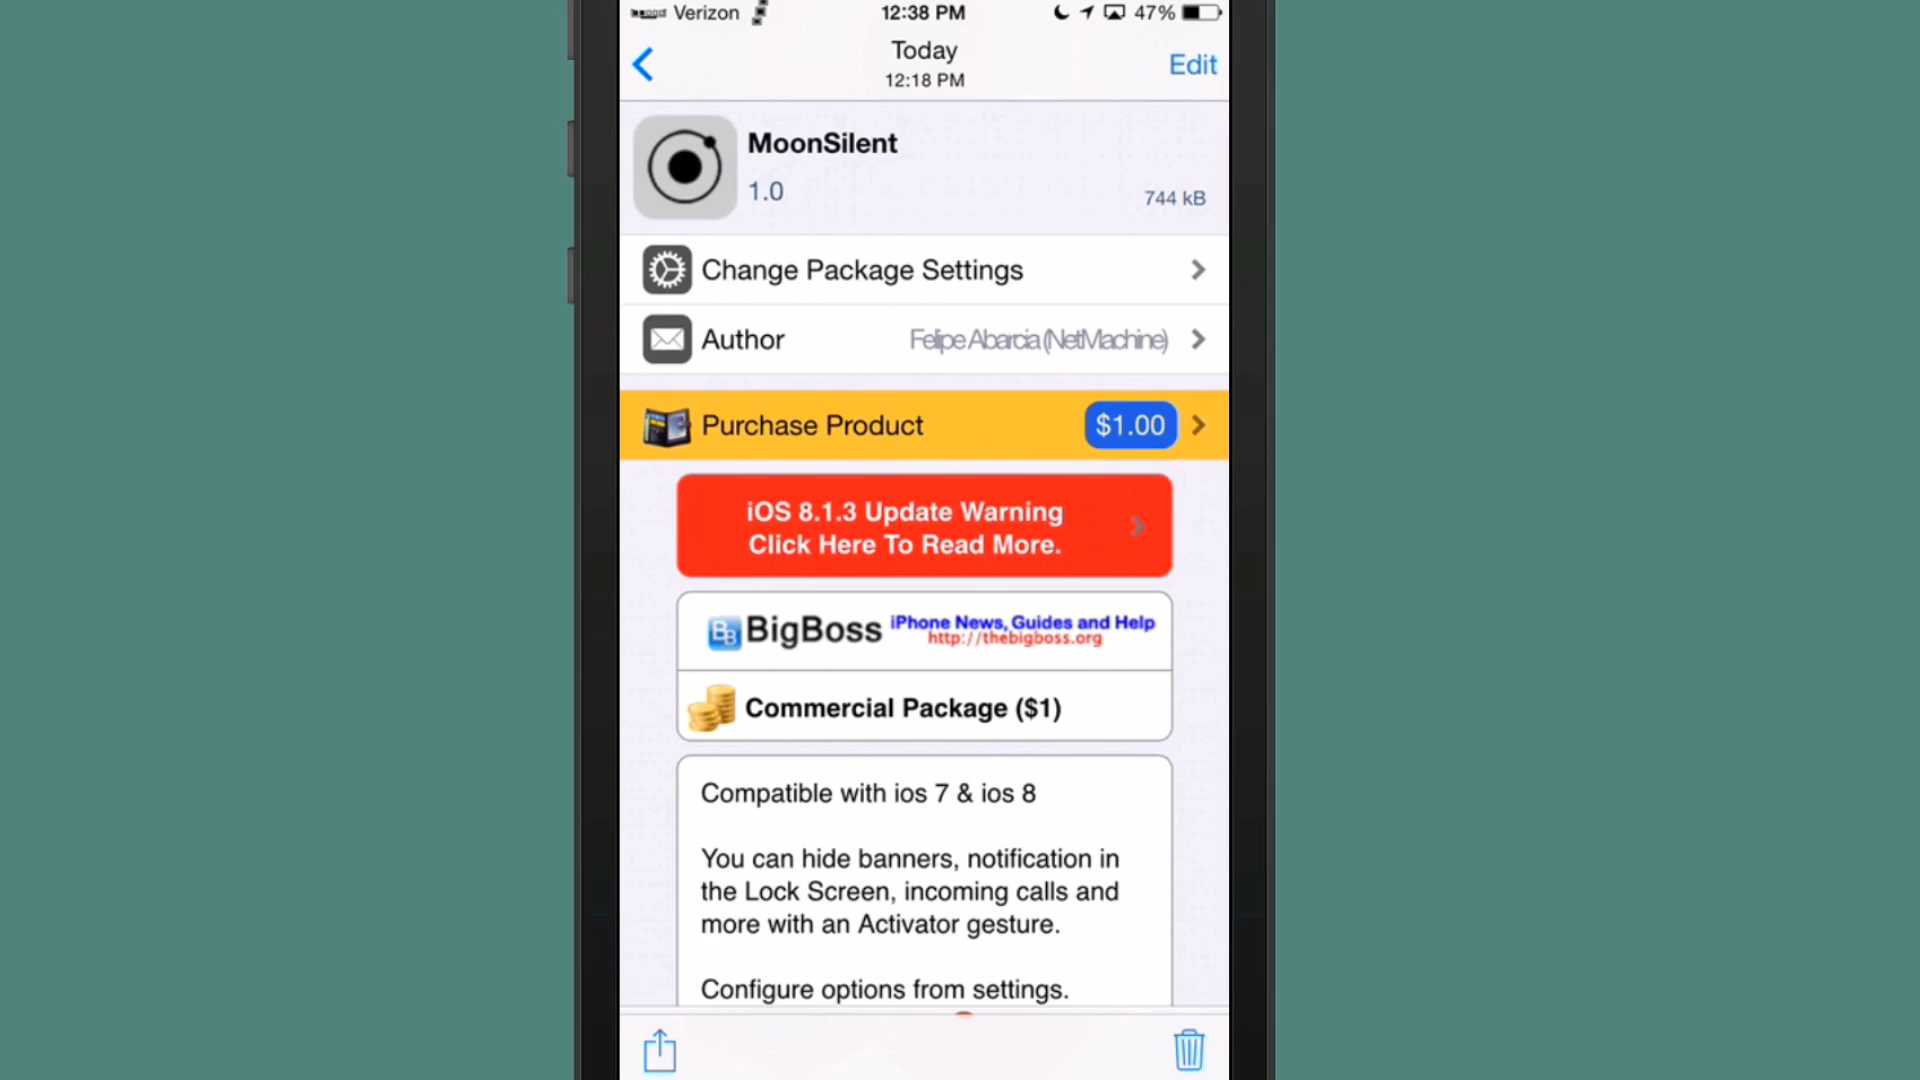 Verizon 12:38 PM 47%
Today
12:18 PM
Edit
MoonSilent
1.0
744 kB
Change Package Settings
Author Felipe Abarcia (NetMachine)
Purchase Product $1.00
iOS 8.1.3 Update Warning
Click Here To Read More.
BB BigBoss iPhone News, Guides and Help
http://thebigboss.org
Commercial Package ($1)
Compatible with ios 7 & ios 8
You can hide banners, notification in
the Lock Screen, incoming calls and
more with an Activator gesture.
Configure options from settings.